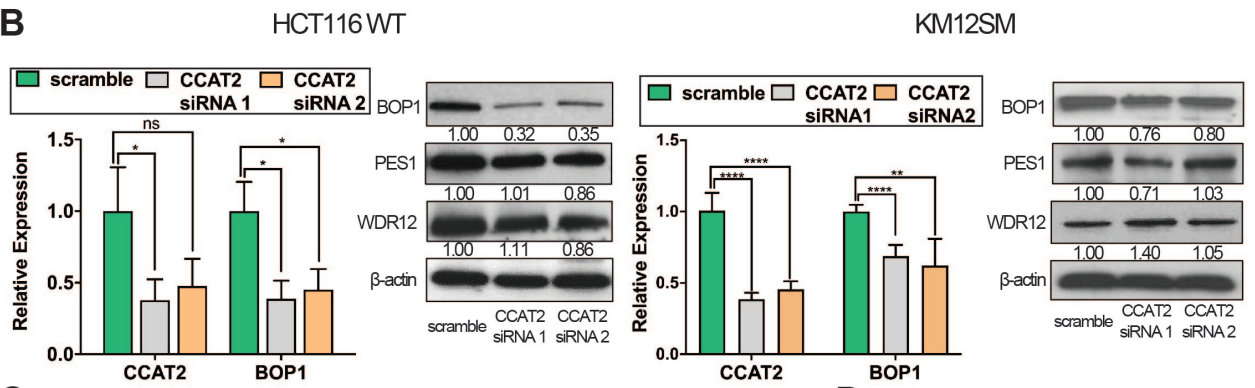 B
HCT116 WT
KM12SM
scramble CCAT2 siRNA 1 CCAT2 siRNA 2
Relative Expression
1.5
1.0
0.5
0.0
ns
*
*
*
CCAT2 BOP1
BOP1
1.00 0.32 0.35
PES1
1.00 1.01 0.86
WDR12
1.00 1.11 0.86
β-actin
scramble CCAT2 siRNA 1 CCAT2 siRNA 2
scramble CCAT2 siRNA1 CCAT2 siRNA2
Relative Expression
1.5
1.0
0.5
0.0
****
****
**
****
CCAT2 BOP1
BOP1
1.00 0.76 0.80
PES1
1.00 0.71 1.03
WDR12
1.00 1.40 1.05
β-actin
scramble CCAT2 siRNA 1 CCAT2 siRNA 2